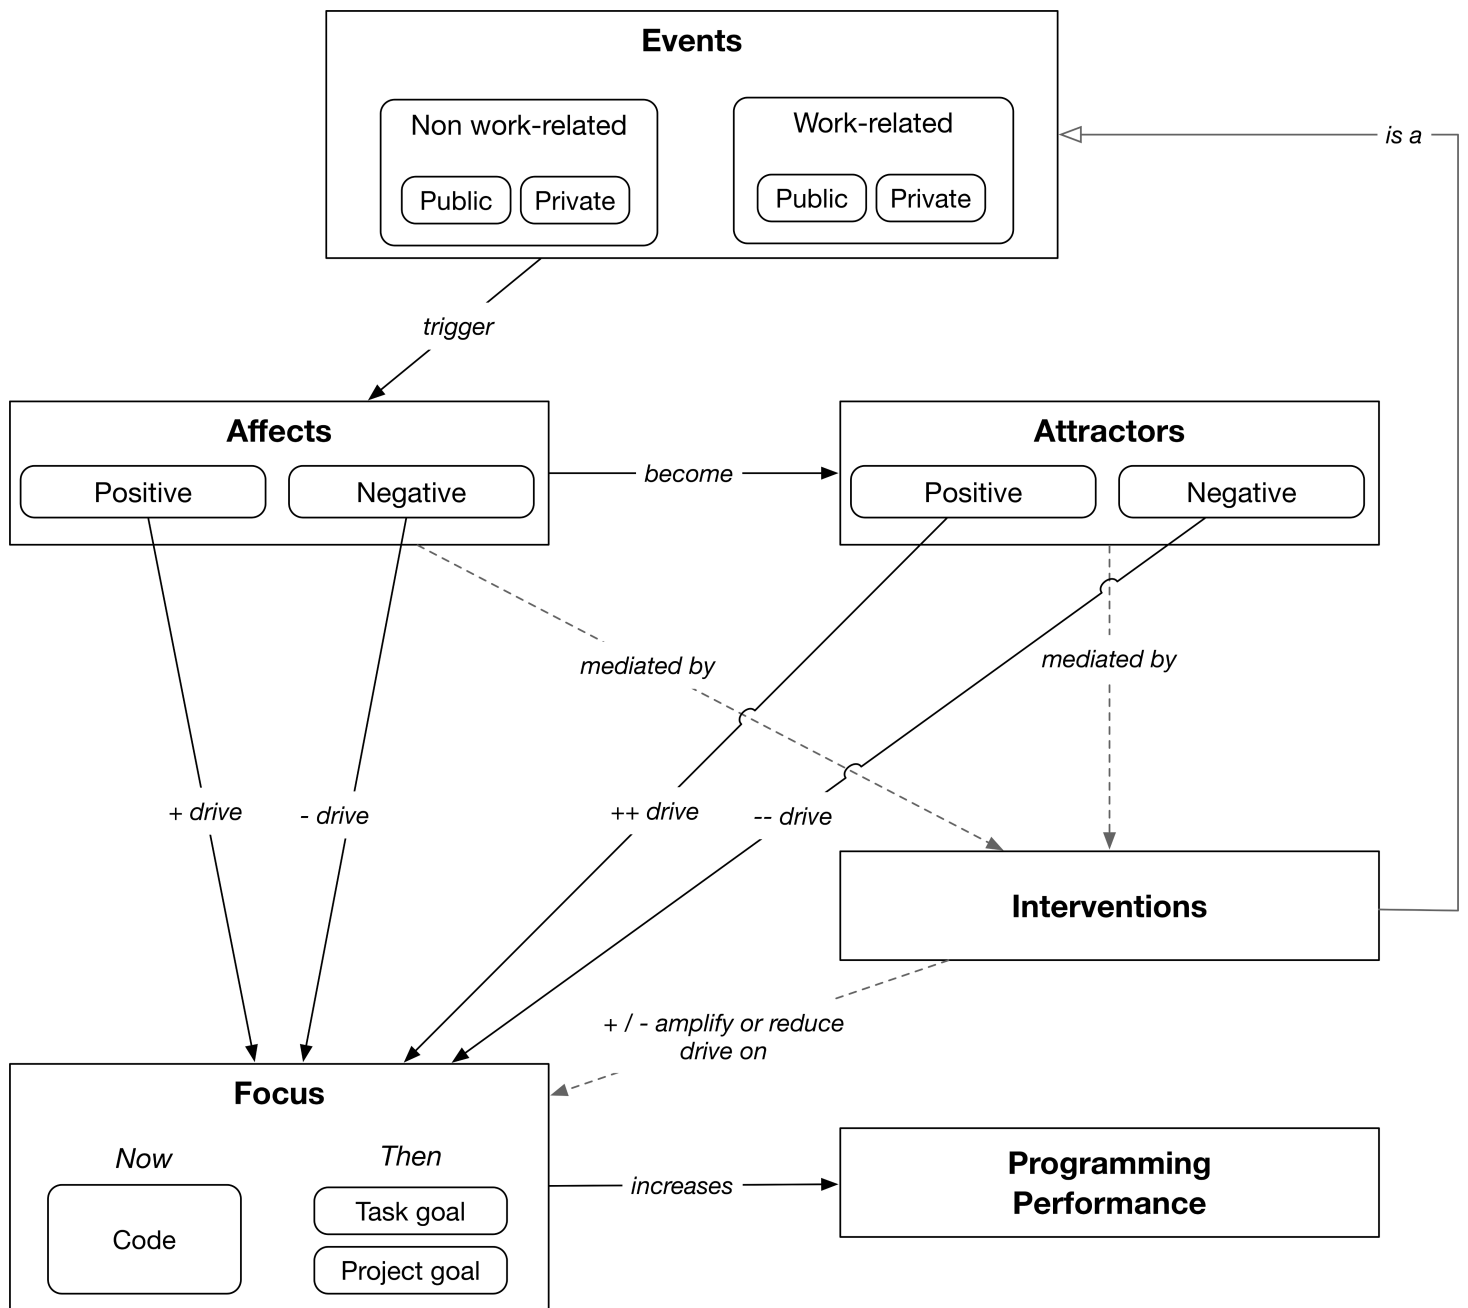 Events
Non work-related
Work-related
Public
Private
Public
Private
is a
trigger
Affects
Positive
Negative
become
Attractors
Positive
Negative
mediated by
mediated by
+ drive
- drive
++ drive
-- drive
Interventions
+ / - amplify or reduce
drive on
Focus
Now
Then
Code
Task goal
Project goal
increases
Programming
Performance